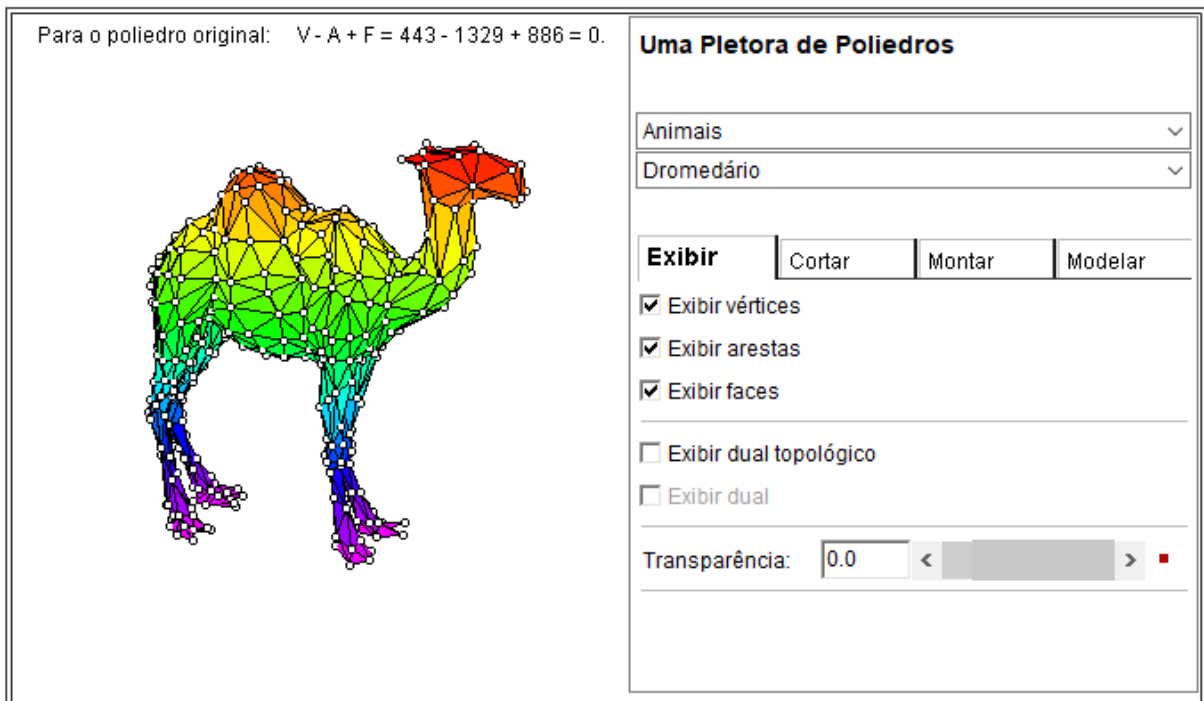 Para o poliedro original: V - A + F = 443 - 1329 + 886 = 0.
Uma Pletora de Poliedros
Animais
Dromedário
Exibir
Cortar
Montar
Modelar
Exibir vértices
Exibir arestas
Exibir faces
Exibir dual topológico
Exibir dual
Transparência: 0.0